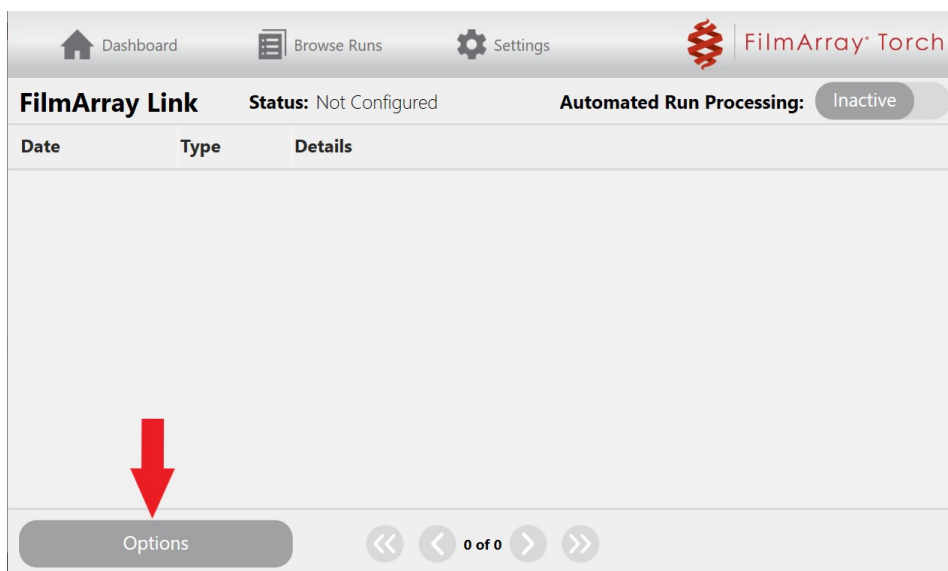 Dashboard Browse Runs Settings FilmArray® Torch
FilmArray Link Status: Not Configured Automated Run Processing: Inactive
Date Type Details
Options 0 of 0